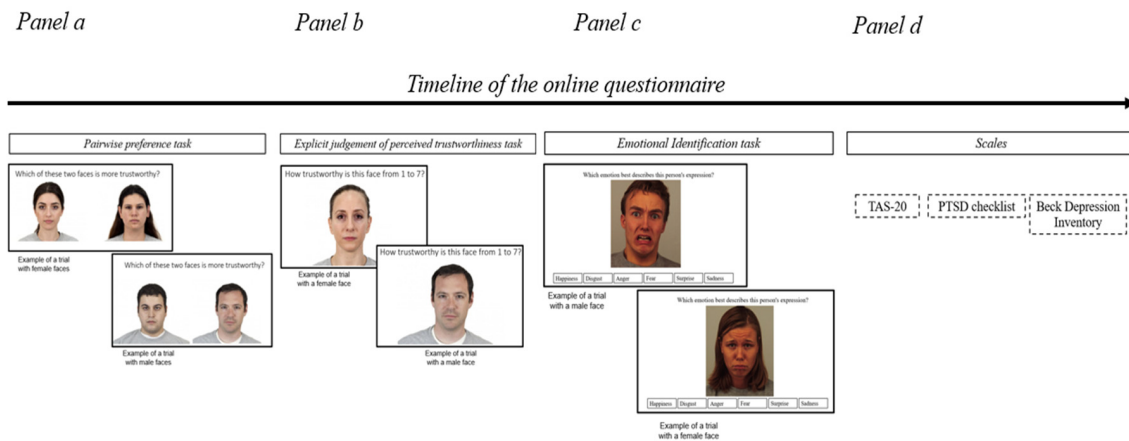 Panel a
Panel b
Panel c
Panel d
Timeline of the online questionnaire
Pairwise preference task
Which of these two faces is more trustworthy?
Example of a trial
with female faces
Which of these two faces is more trustworthy?
Example of a trial
with male faces
Explicit judgement of perceived trustworthiness task
How trustworthy is this face from 1 to 7?
Example of a trial
with a female face
How trustworthy is this face from 1 to 7?
Example of a trial
with a male face
Emotional Identification task
Which emotion best describes this person's expression?
Happiness Disgust Anger Fear Surprise Sadness
Example of a trial
with a male face
Which emotion best describes this person's expression?
Happiness Disgust Anger Fear Surprise Sadness
Example of a trial
with a female face
Scales
TAS-20
PTSD checklist
Beck Depression
Inventory